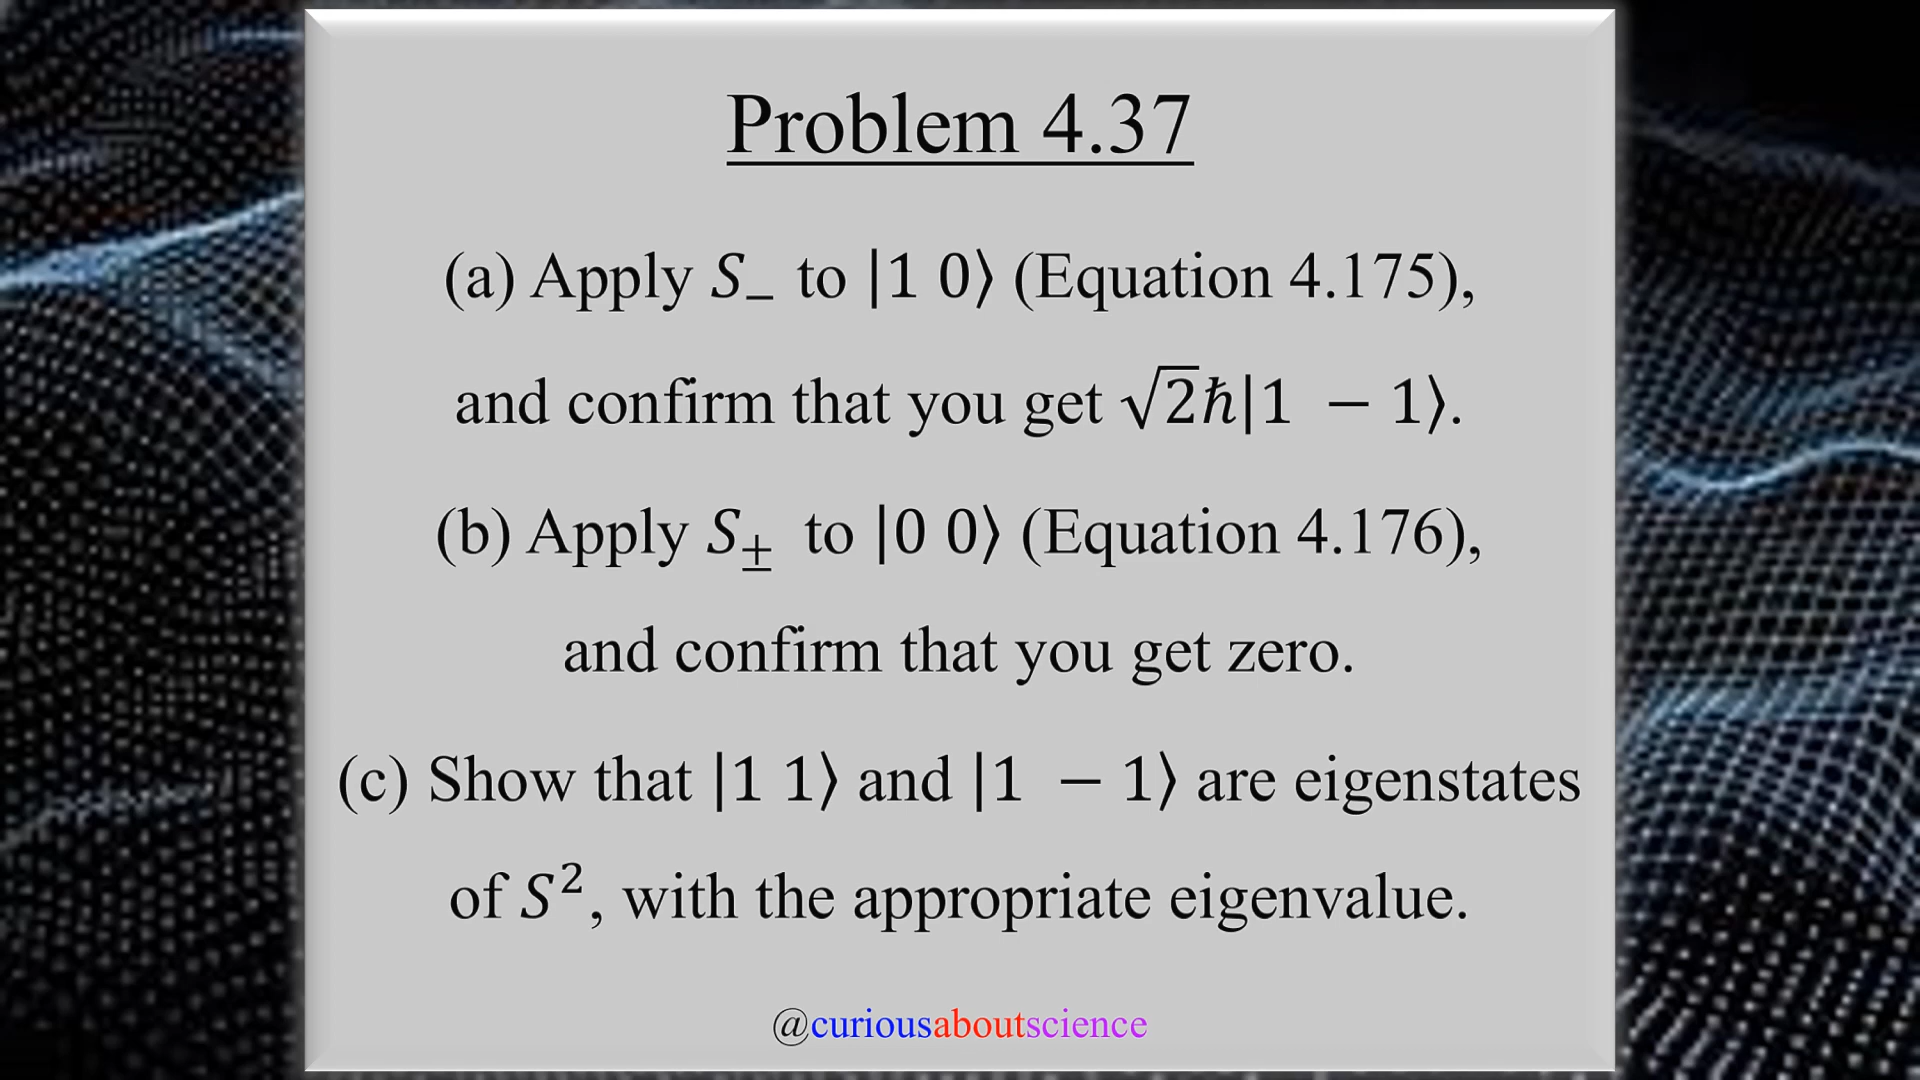 Problem 4.37
(a) Apply S₋ to |1 0⟩ (Equation 4.175),
and confirm that you get √2ℏ|1 − 1⟩.
(b) Apply S± to |0 0⟩ (Equation 4.176),
and confirm that you get zero.
(c) Show that |1 1⟩ and |1 − 1⟩ are eigenstates
of S², with the appropriate eigenvalue.
@curiousaboutscience